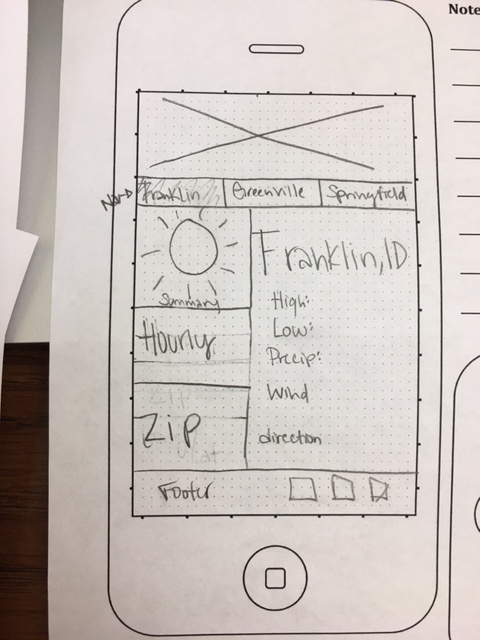 Note
Nav
Franklin Greenville Springfield
Summary
Franklin, ID
High:
Low:
Precip:
Wind
direction
Hourly
Zip
Footer